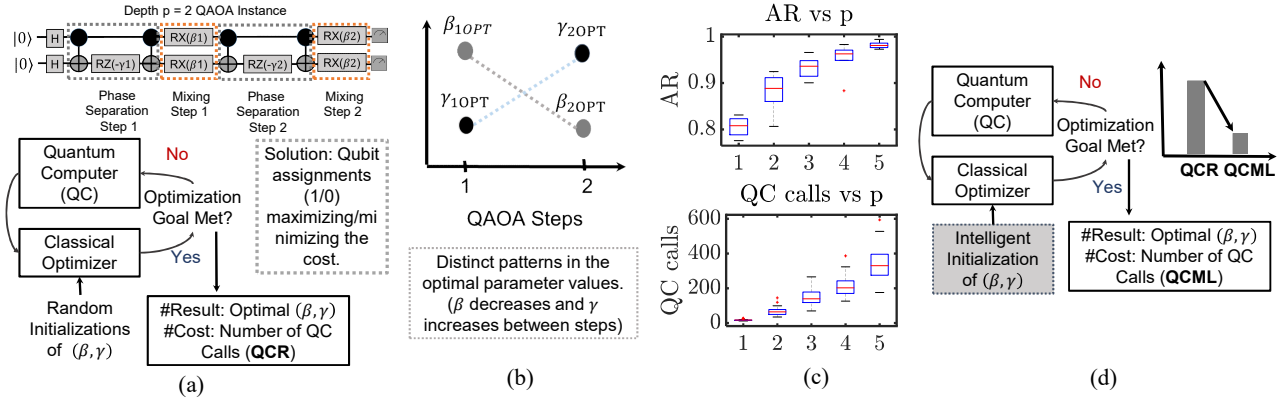 Depth p = 2 QAOA Instance
|0⟩ H RX(β1) RX(β2)
|0⟩ H RZ(-γ1) RX(β1) RZ(-γ2) RX(β2)
Phase
Separation
Step 1
Mixing
Step 1
Phase
Separation
Step 2
Mixing
Step 2
Quantum
Computer
(QC)
No
Optimization
Goal Met?
Classical
Optimizer
Yes
Random
Initializations
of (β,γ)
#Result: Optimal (β,γ)
#Cost: Number of QC
Calls (QCR)
Solution: Qubit
assignments
(1/0)
maximizing/mi
nimizing the
cost.
(a)
β1OPT
γ2OPT
γ1OPT
β2OPT
1
2
QAOA Steps
Distinct patterns in the
optimal parameter values.
(β decreases and γ
increases between steps)
(b)
AR vs p
AR
1
0.9
0.8
1 2 3 4 5
QC calls vs p
QC calls
600
400
200
0
1 2 3 4 5
(c)
Quantum
Computer
(QC)
No
Optimization
Goal Met?
Classical
Optimizer
Yes
Intelligent
Initialization
of (β,γ)
#Result: Optimal (β,γ)
#Cost: Number of QC
Calls (QCML)
QCR QCML
(d)